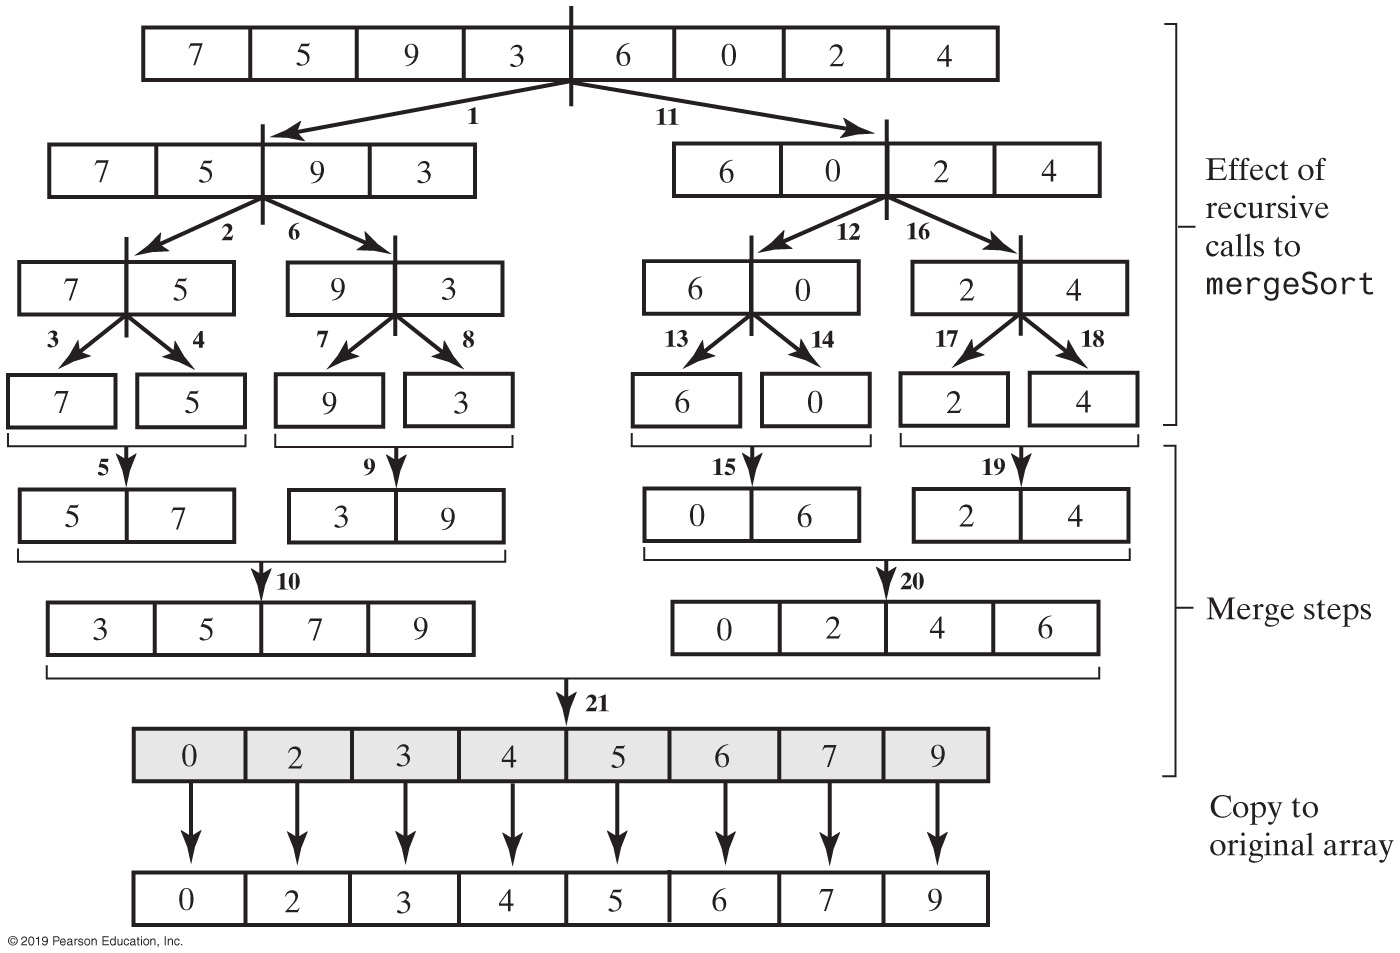 7 5 9 3 6 0 2 4
1 11
7 5 9 3 6 0 2 4
2 6 12 16
7 5 9 3 6 0 2 4
3 4 7 8 13 14 17 18
7 5 9 3 6 0 2 4
5 9 15 19
5 7 3 9 0 6 2 4
10 20
3 5 7 9 0 2 4 6
21
0 2 3 4 5 6 7 9
0 2 3 4 5 6 7 9
Effect of
recursive
calls to
mergeSort
Merge steps
Copy to
original array
© 2019 Pearson Education, Inc.